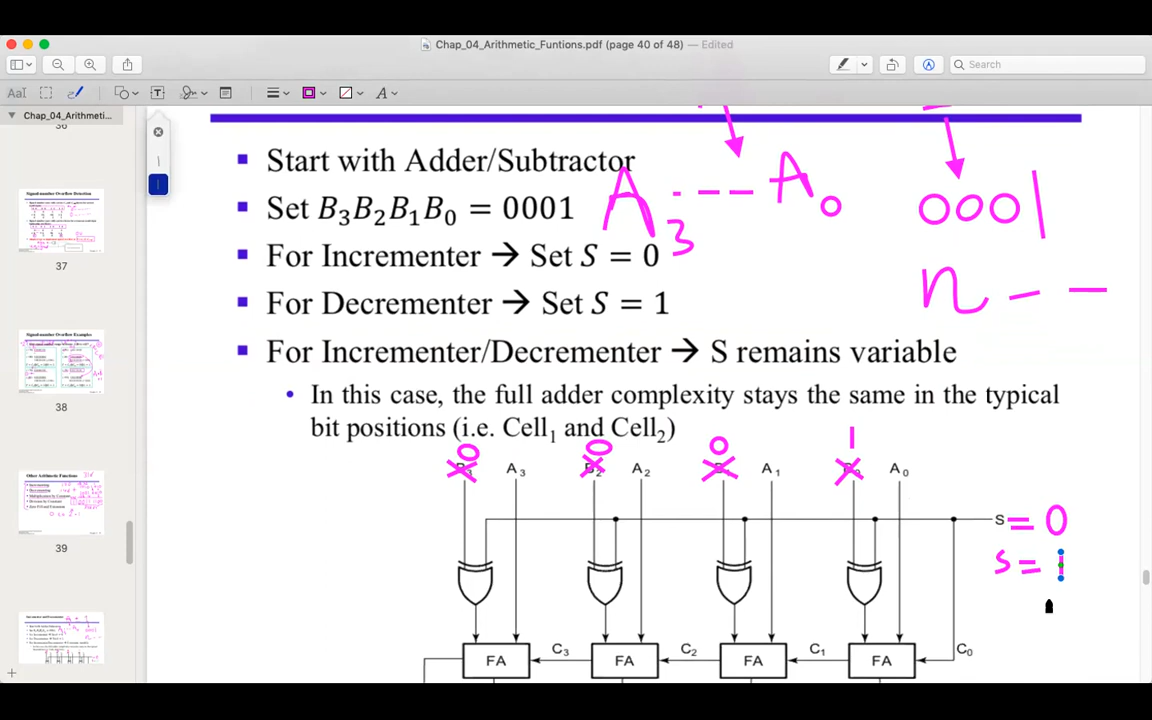 Chap_04_Arithmetic_Funtions.pdf (page 40 of 48) — Edited
Search
Chap_04_Arithmeti...
36
37
38
39
Start with Adder/Subtractor
Set B₃B₂B₁B₀ = 0001
A₃ --- A₀
0001
For Incrementer → Set S = 0
n - -
For Decrementer → Set S = 1
For Incrementer/Decrementer → S remains variable
In this case, the full adder complexity stays the same in the typical
bit positions (i.e. Cell₁ and Cell₂)
0 0 0 1
A₃ A₂ A₁ A₀
S = 0
S = 1
FA C₃ FA C₂ FA C₁ FA C₀